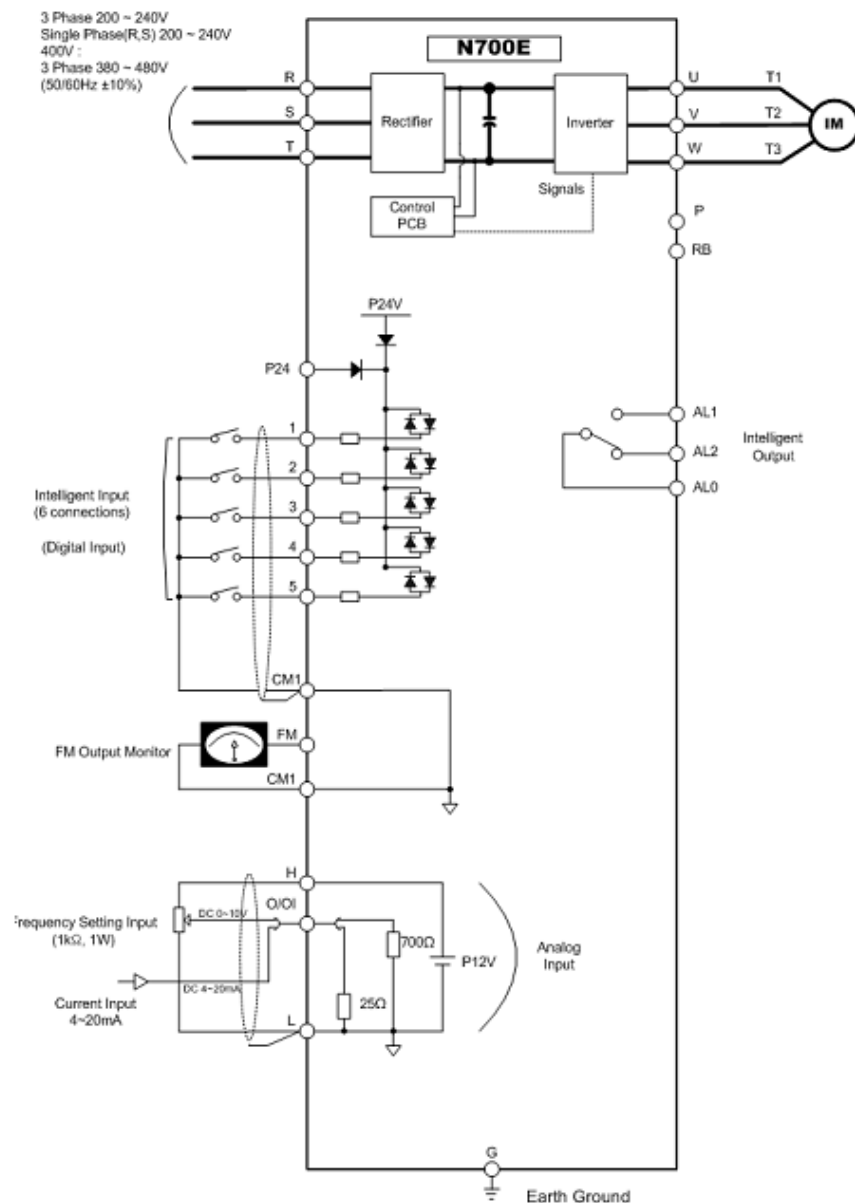 3 Phase 200 ~ 240V
Single Phase(R,S) 200 ~ 240V
400V :
3 Phase 380 ~ 480V
(50/60Hz ±10%)
N700E
R
S
T
Rectifier
Inverter
U
V
W
T1
T2
T3
IM
Signals
Control
PCB
P
RB
P24V
P24
1
2
3
4
5
Intelligent Input
(6 connections)
(Digital Input)
CM1
AL1
AL2
AL0
Intelligent
Output
FM Output Monitor
FM
CM1
H
O/OI
L
DC 0~10V
DC 4~20mA
Frequency Setting Input
(1kΩ, 1W)
Current Input
4~20mA
700Ω
25Ω
P12V
Analog
Input
G
Earth Ground